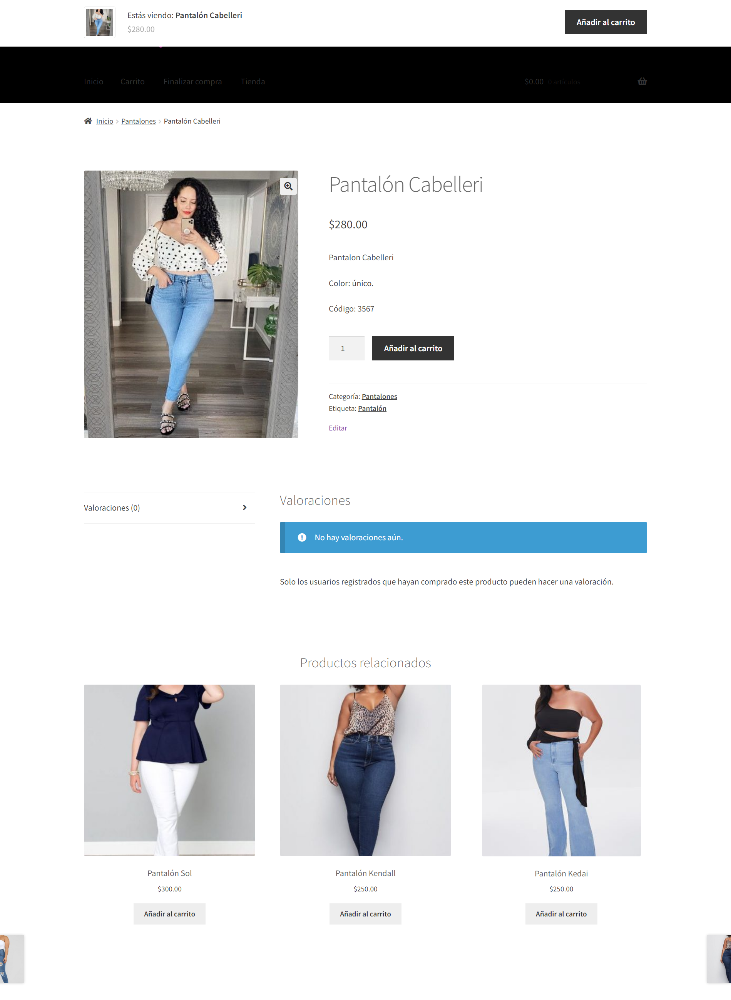 Estás viendo: Pantalón Cabelleri
$280.00
Añadir al carrito
Inicio Carrito Finalizar compra Tienda
$0.00 0 artículos
Inicio Pantalones Pantalón Cabelleri
Pantalón Cabelleri
$280.00
Pantalon Cabelleri
Color: único.
Código: 3567
1 Añadir al carrito
Categoría: Pantalones
Etiqueta: Pantalón
Editar
Valoraciones (0)
Valoraciones
No hay valoraciones aún.
Solo los usuarios registrados que hayan comprado este producto pueden hacer una valoración.
Productos relacionados
Pantalón Sol
$300.00
Añadir al carrito
Pantalón Kendall
$250.00
Añadir al carrito
Pantalón Kedai
$250.00
Añadir al carrito